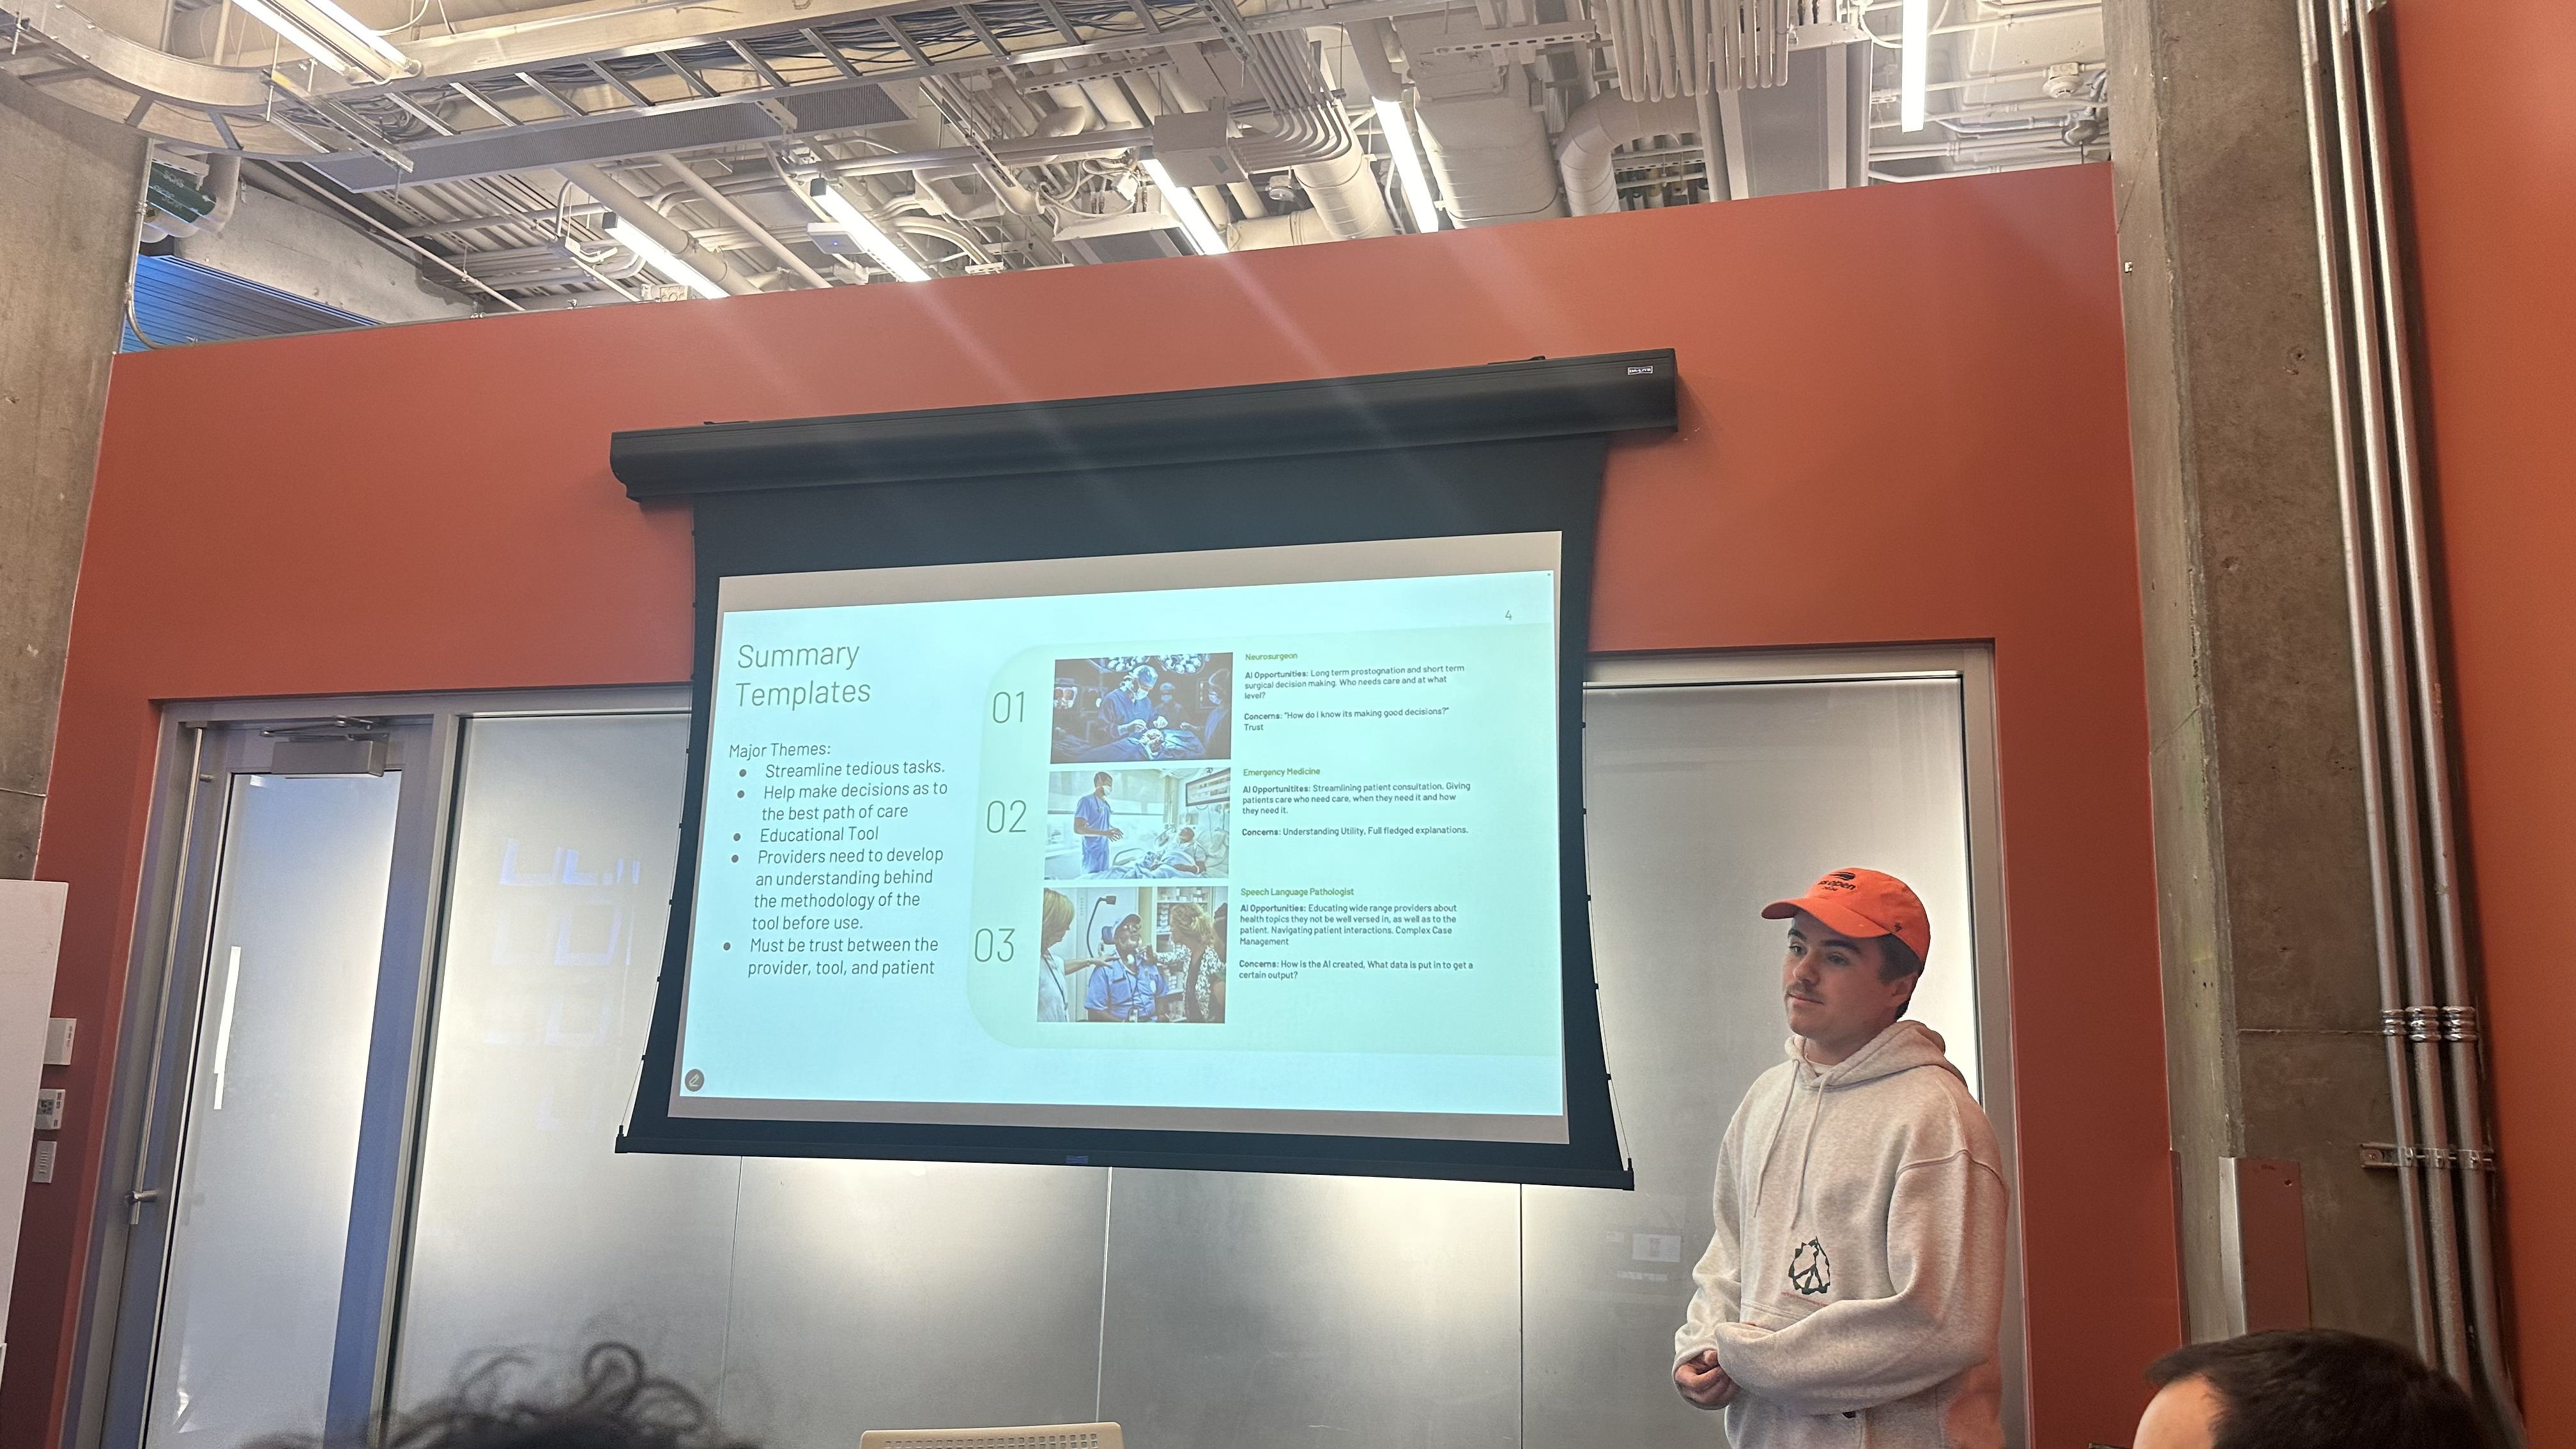 4
Summary
Templates
Major Themes:
● Streamline tedious tasks.
● Help make decisions as to
the best path of care
● Educational Tool
● Providers need to develop
an understanding behind
the methodology of the
tool before use.
● Must be trust between the
provider, tool, and patient
01
Neurosurgeon
AI Opportunities: Long term prostognation and short term
surgical decision making. Who needs care and at what
level?
Concerns: "How do I know its making good decisions?"
Trust
02
Emergency Medicine
AI Opportunitites: Streamlining patient consultation. Giving
patients care who need care, when they need it and how
they need it.
Concerns: Understanding Utility, Full fledged explanations.
03
Speech Language Pathologist
AI Opportunities: Educating wide range providers about
health topics they not be well versed in, as well as to the
patient. Navigating patient interactions. Complex Case
Management
Concerns: How is the AI created, What data is put in to get a
certain output?
us open